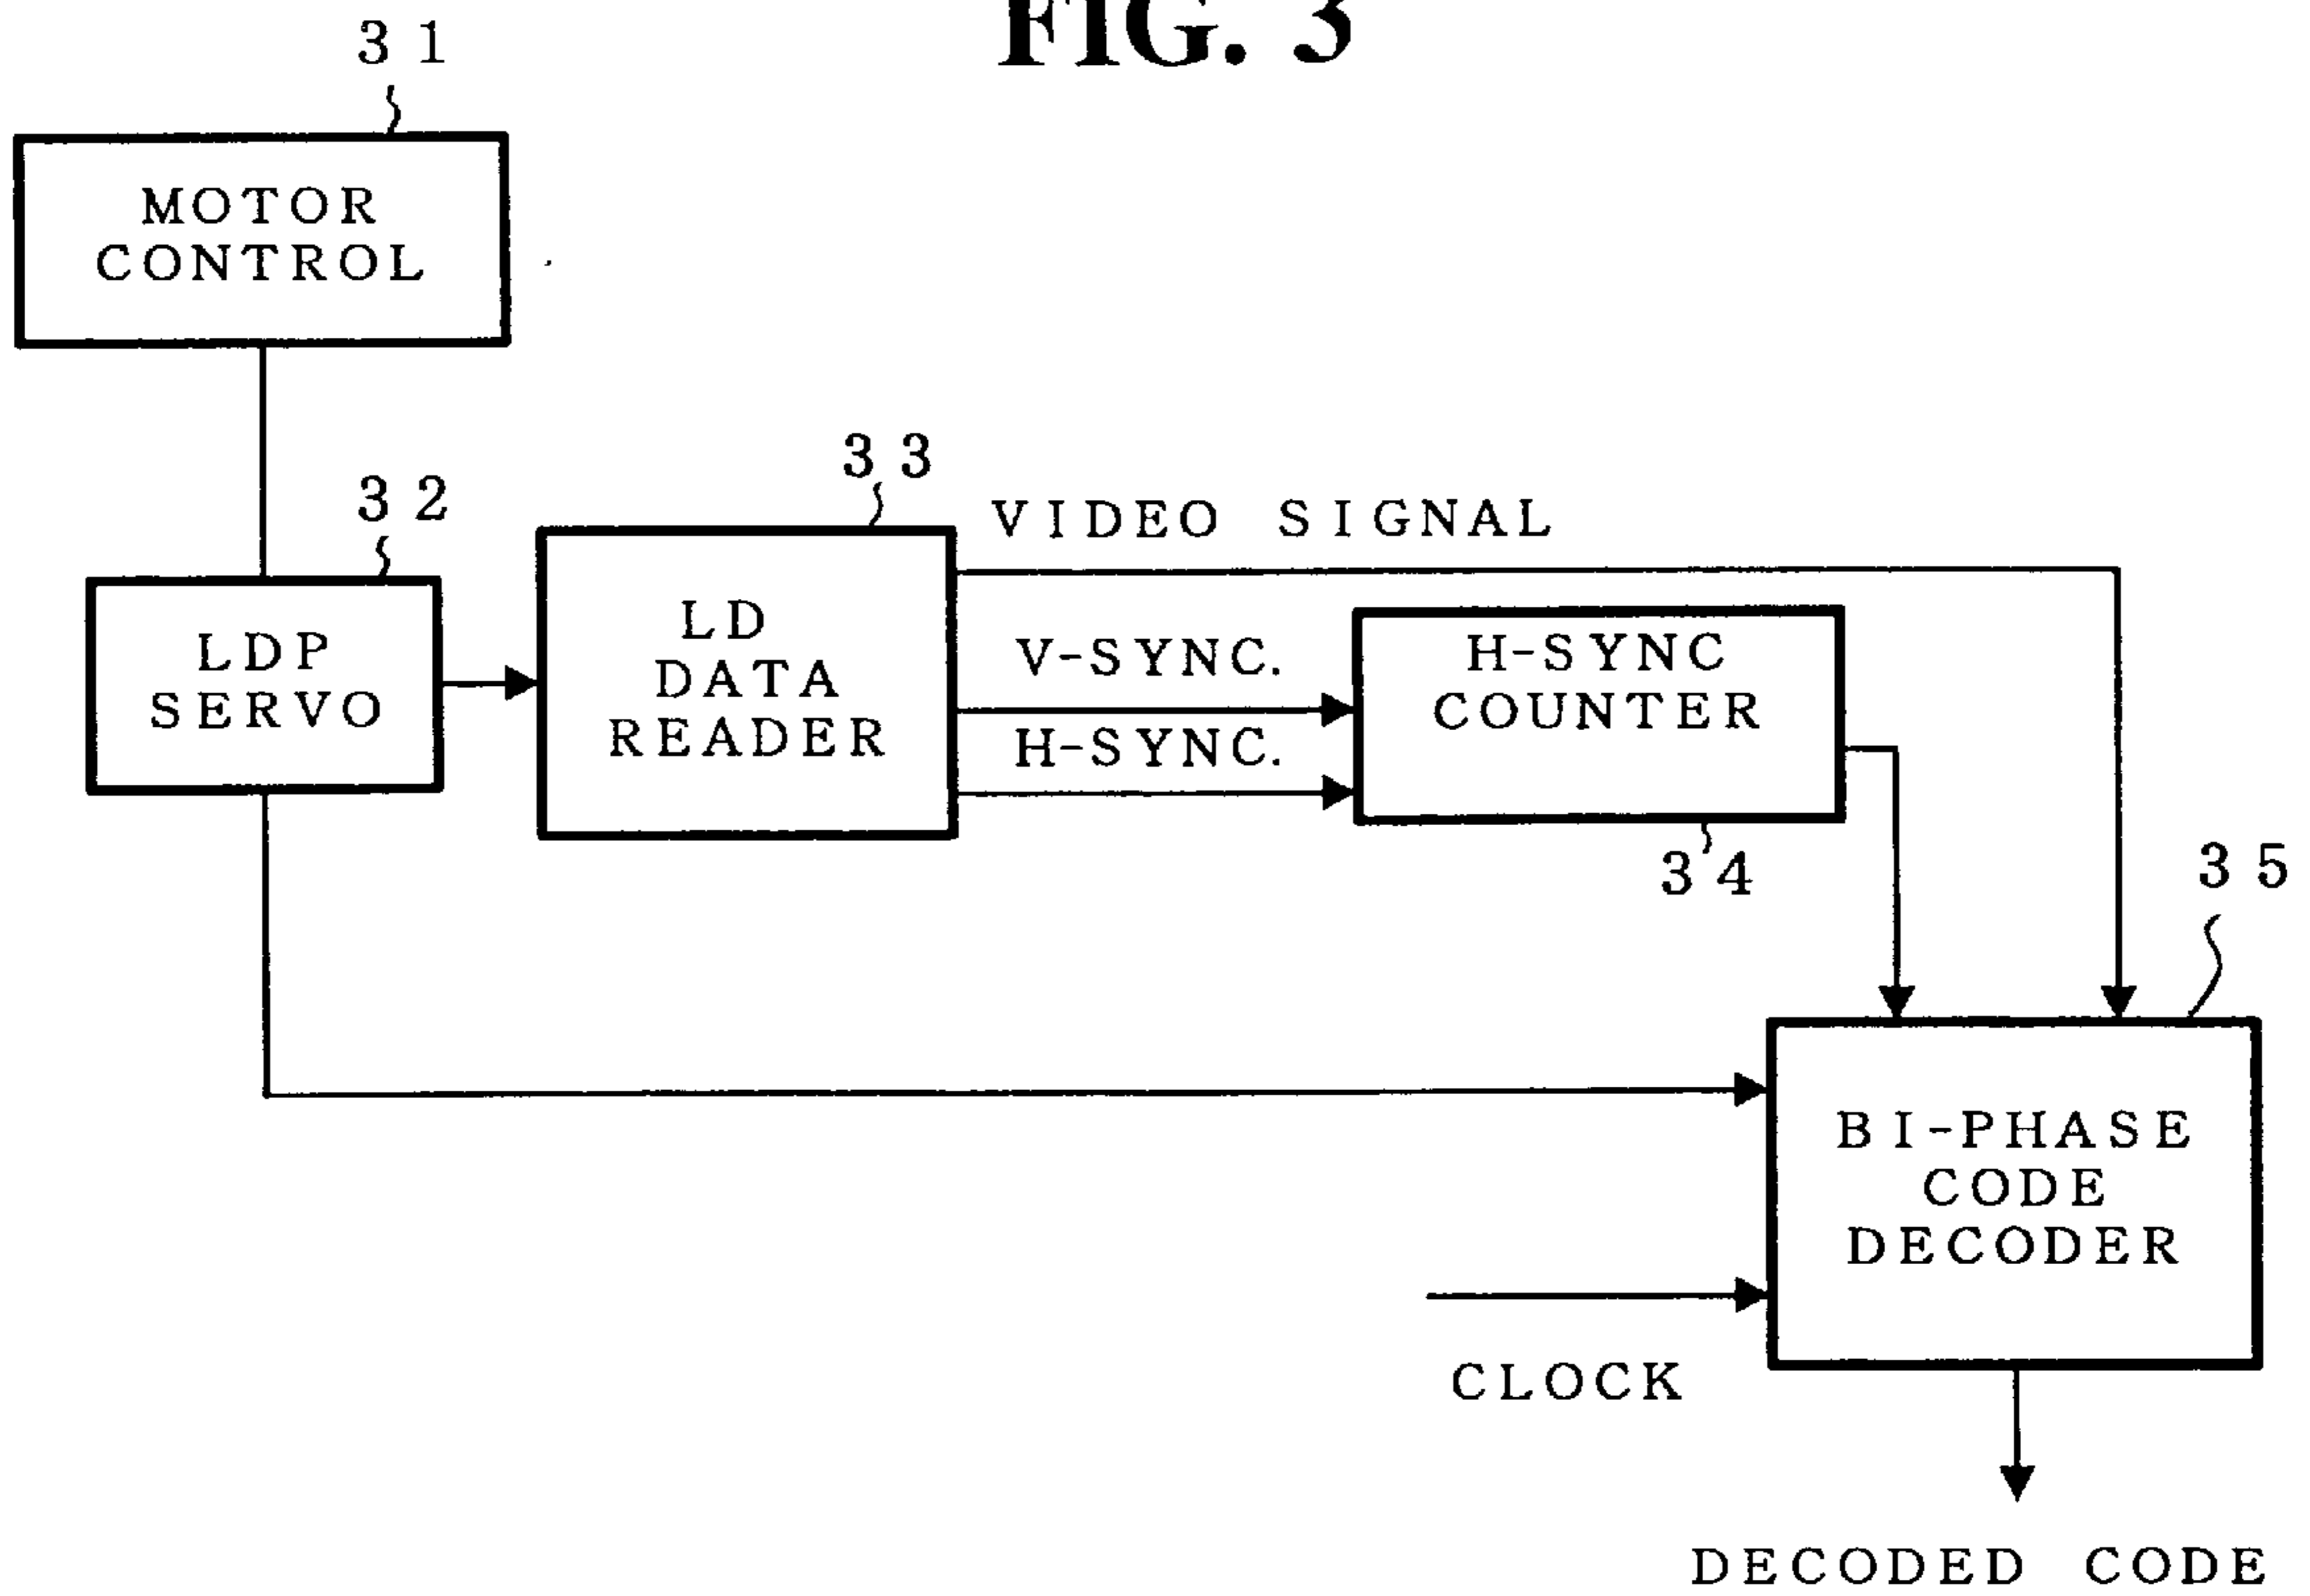 FIG. 3
31
MOTOR
CONTROL
32
LDP
SERVO
33
LD
DATA
READER
VIDEO SIGNAL
V-SYNC.
H-SYNC.
H-SYNC
COUNTER
34
35
BI-PHASE
CODE
DECODER
CLOCK
DECODED CODE